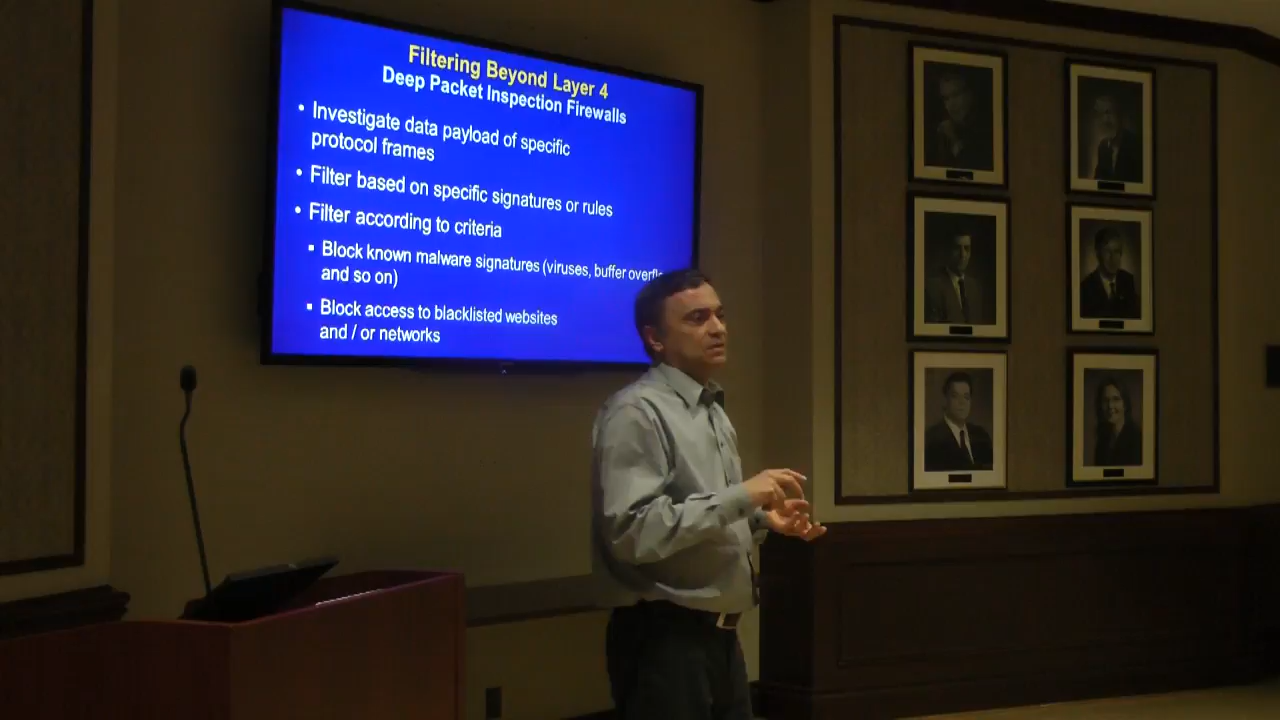 Filtering Beyond Layer 4
Deep Packet Inspection Firewalls
• Investigate data payload of specific
protocol frames
• Filter based on specific signatures or rules
• Filter according to criteria
▪ Block known malware signatures (viruses, buffer
and so on)
▪ Block access to blacklisted websites
and / or networks